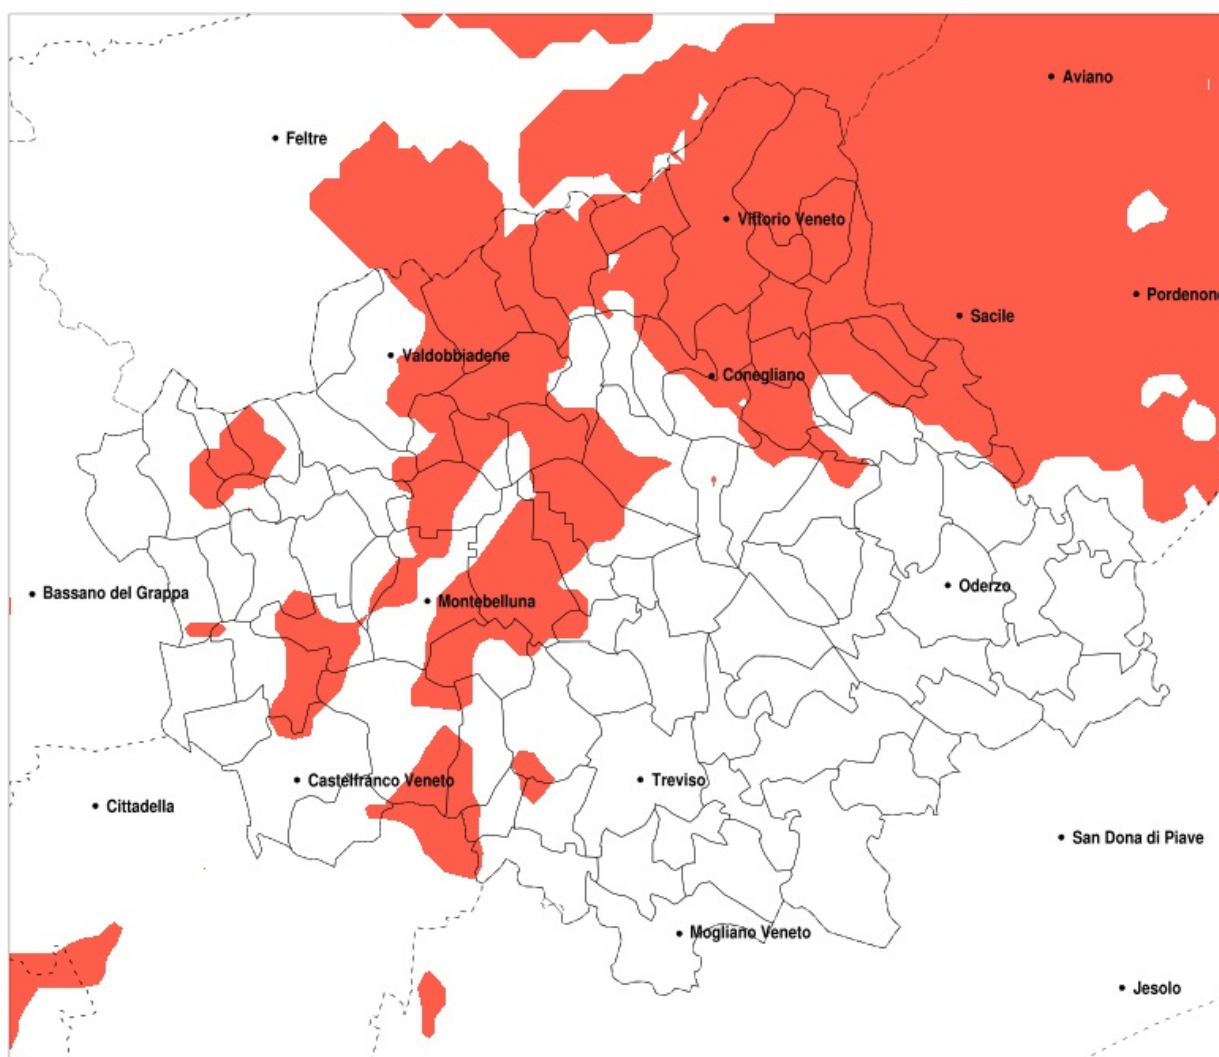 Aviano
Feltre
Vittorio Veneto
Pordenone
Sacile
Valdobbiadene
Conegliano
Oderzo
Bassano del Grappa
Montebelluna
Castelfranco Veneto
Treviso
Cittadella
San Dona di Piave
Mogliano Veneto
Jesolo